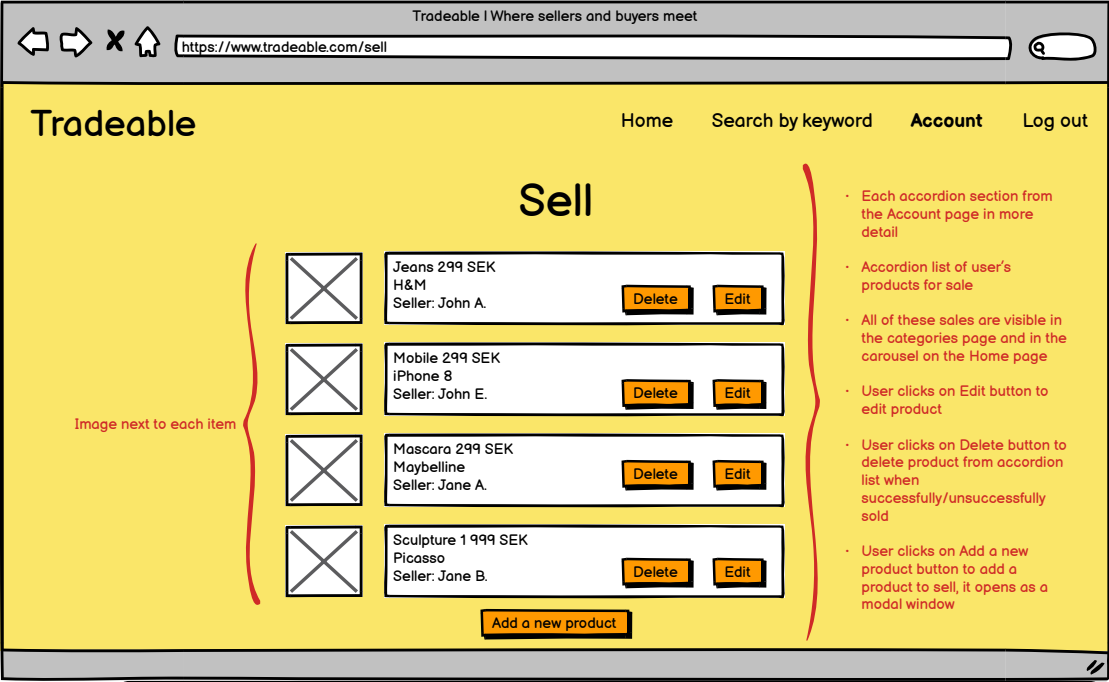 Tradeable | Where sellers and buyers meet
https://www.tradeable.com/sell
Tradeable
Home
Search by keyword
Account
Log out
Sell
Jeans 299 SEK
H&M
Seller: John A.
Delete
Edit
Mobile 299 SEK
iPhone 8
Seller: John E.
Delete
Edit
Mascara 299 SEK
Maybelline
Seller: Jane A.
Delete
Edit
Sculpture 1 999 SEK
Picasso
Seller: Jane B.
Delete
Edit
Add a new product
Image next to each item
· Each accordion section from
the Account page in more
detail
· Accordion list of user's
products for sale
· All of these sales are visible in
the categories page and in the
carousel on the Home page
· User clicks on Edit button to
edit product
· User clicks on Delete button to
delete product from accordion
list when
successfully/unsuccessfully
sold
· User clicks on Add a new
product button to add a
product to sell, it opens as a
modal window